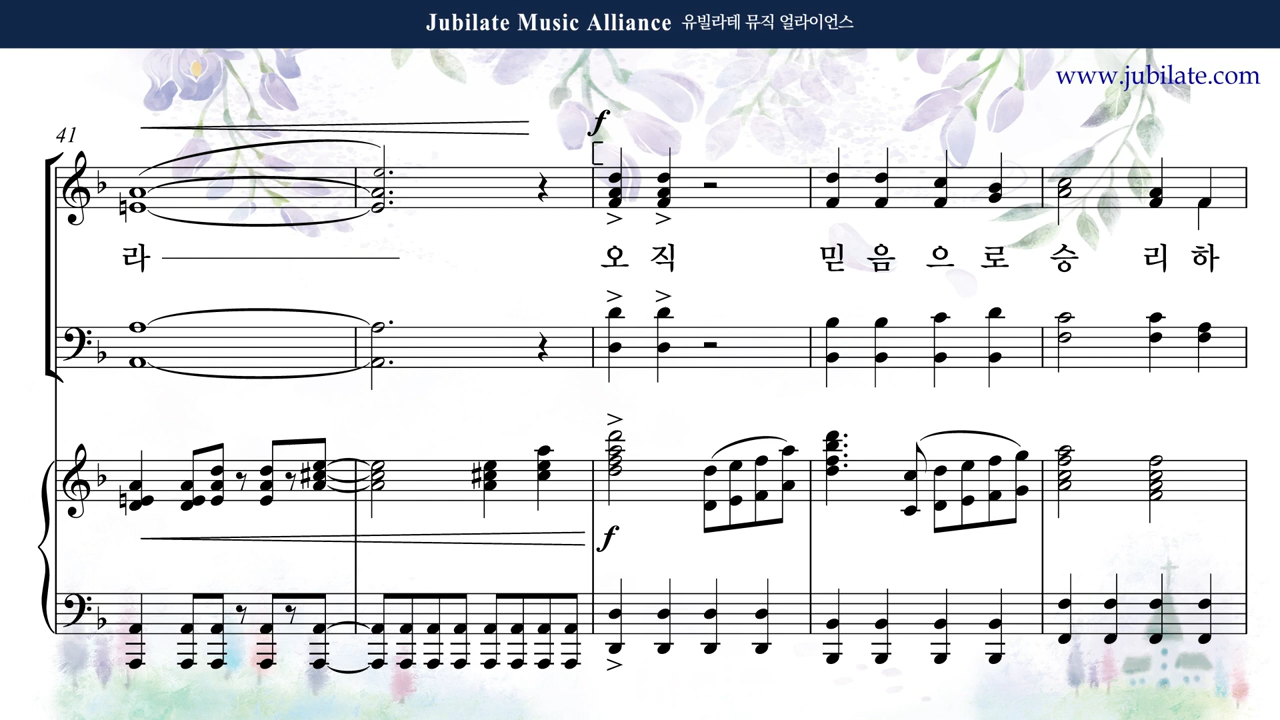 Jubilate Music Alliance 유빌라테 뮤직 얼라이언스
www.jubilate.com
41
f
라 오 직 믿 음 으 로 승 리 하
f